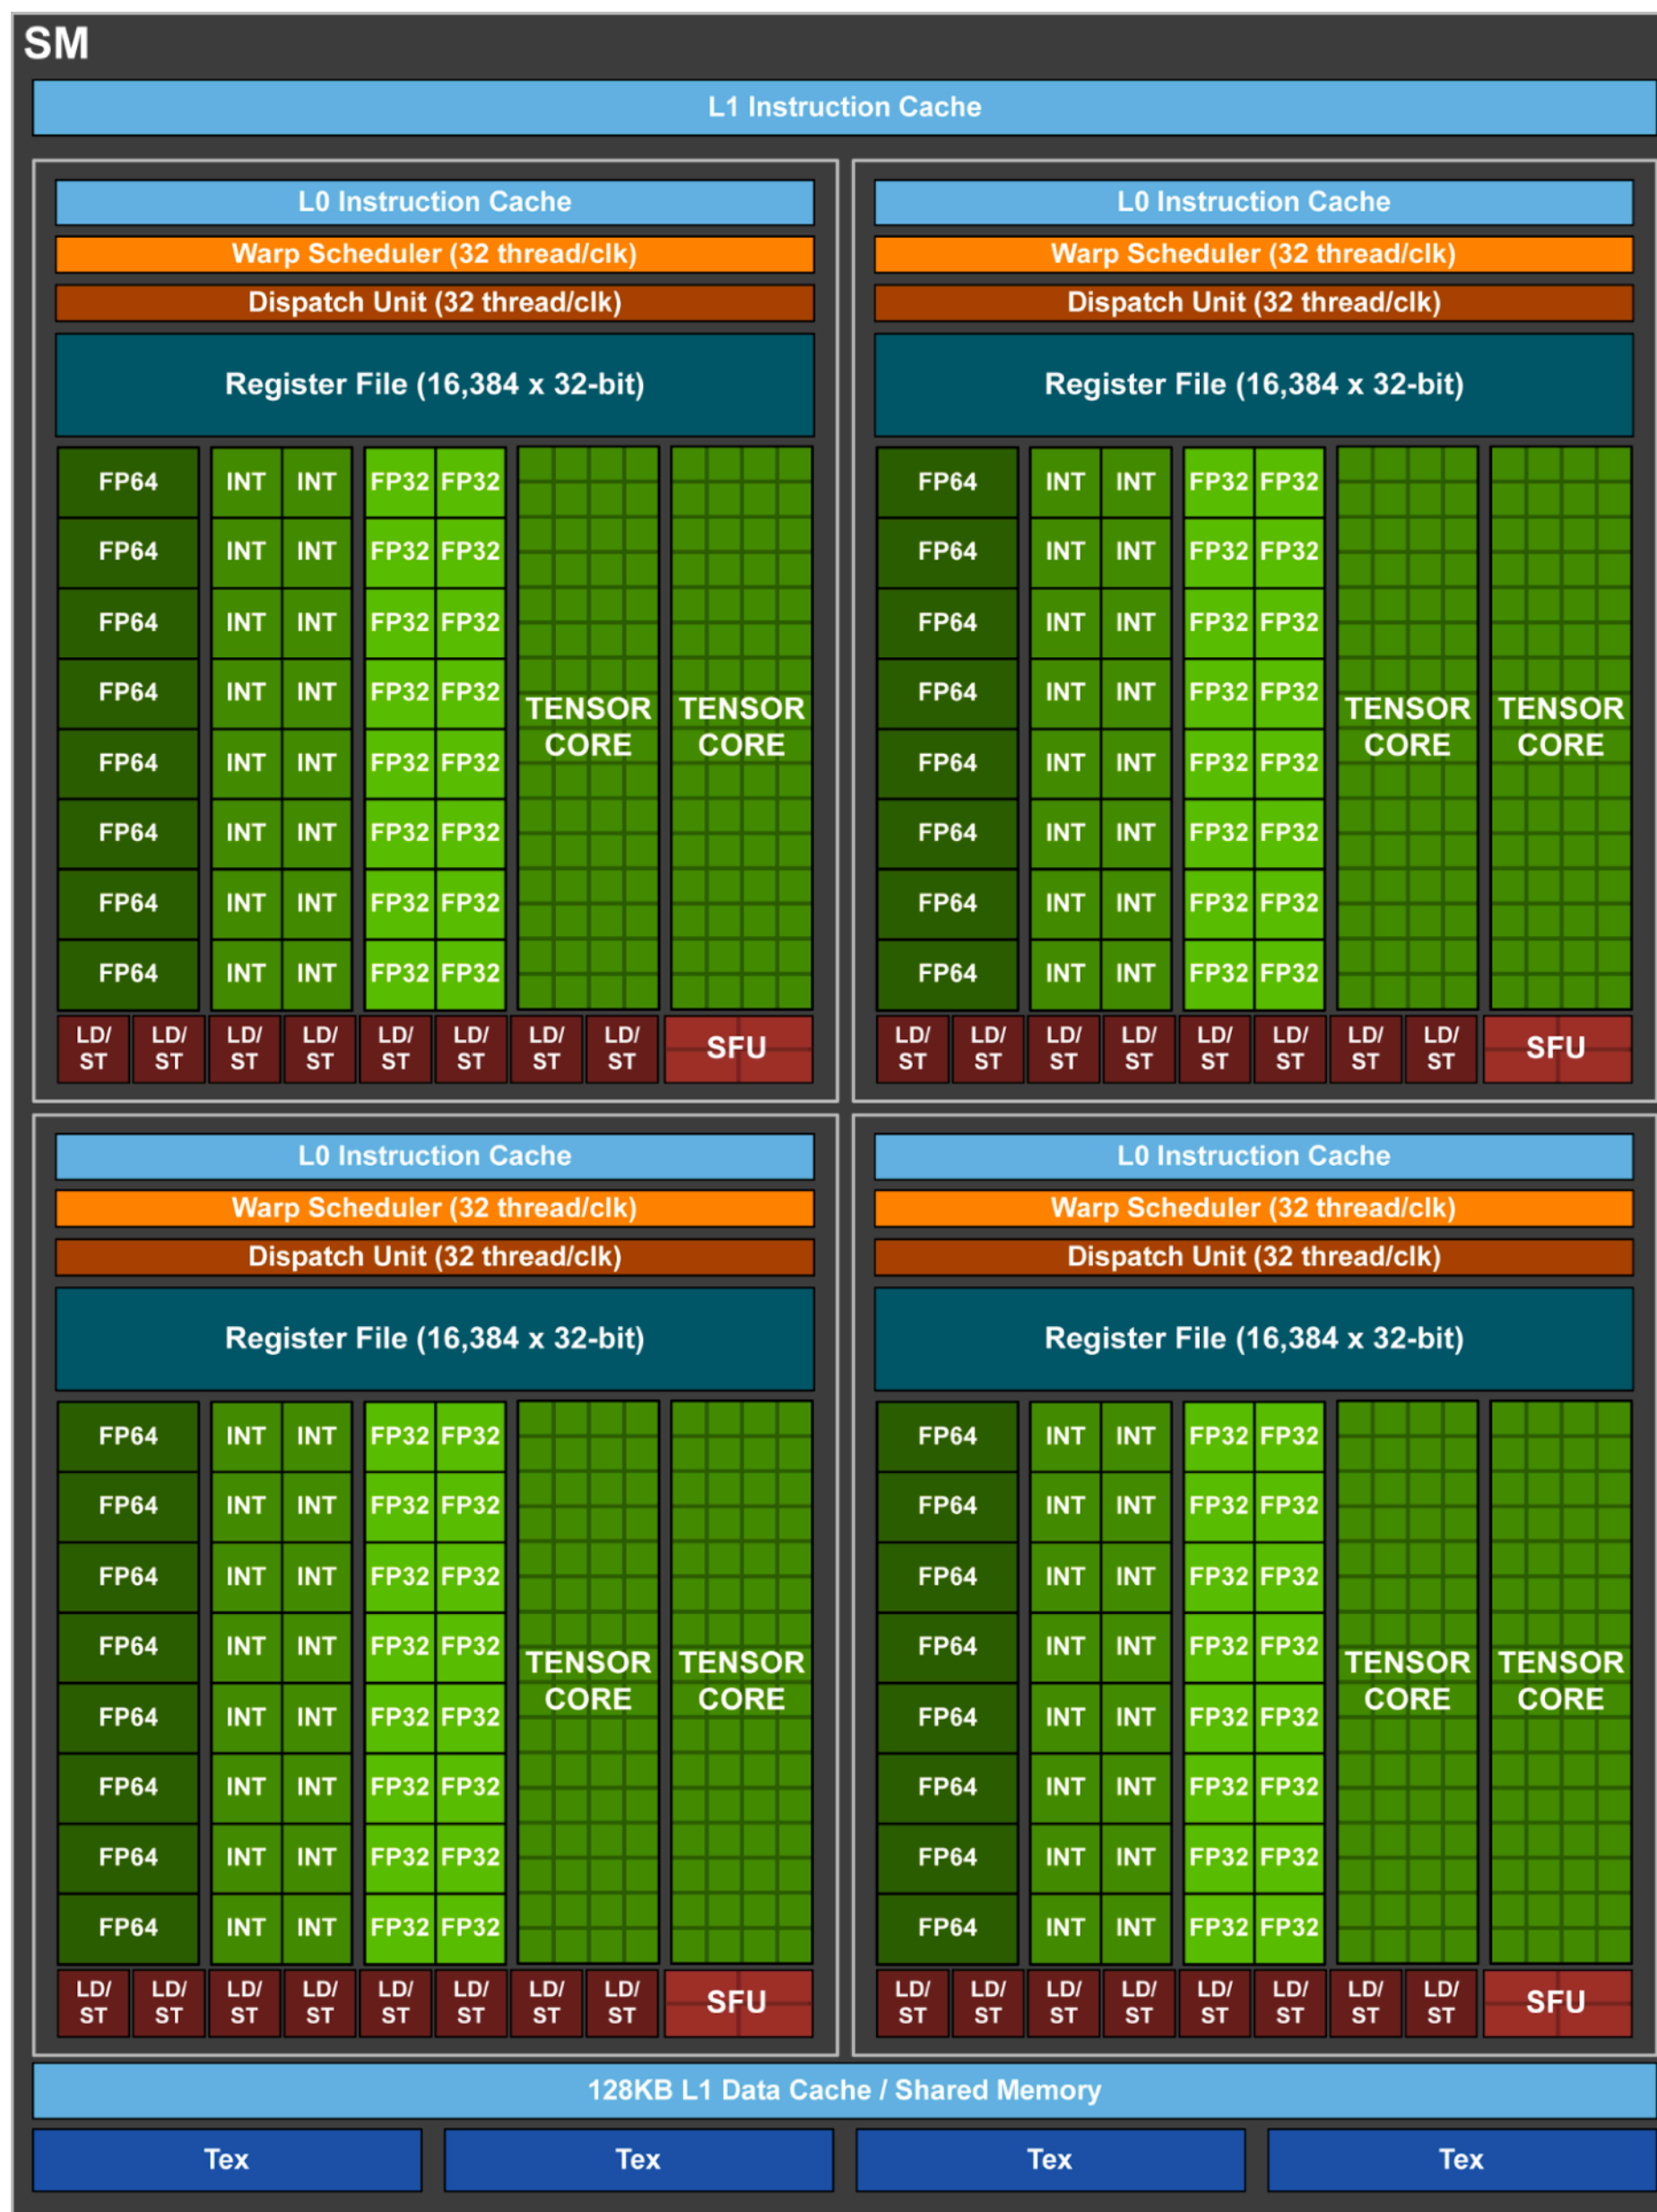 SM
L1 Instruction Cache
L0 Instruction Cache
Warp Scheduler (32 thread/clk)
Dispatch Unit (32 thread/clk)
Register File (16,384 x 32-bit)
FP64 INT INT FP32 FP32
FP64 INT INT FP32 FP32
FP64 INT INT FP32 FP32
FP64 INT INT FP32 FP32
FP64 INT INT FP32 FP32
FP64 INT INT FP32 FP32
FP64 INT INT FP32 FP32
FP64 INT INT FP32 FP32
TENSOR
CORE
TENSOR
CORE
LD/
ST
LD/
ST
LD/
ST
LD/
ST
LD/
ST
LD/
ST
LD/
ST
LD/
ST
SFU
L0 Instruction Cache
Warp Scheduler (32 thread/clk)
Dispatch Unit (32 thread/clk)
Register File (16,384 x 32-bit)
FP64 INT INT FP32 FP32
FP64 INT INT FP32 FP32
FP64 INT INT FP32 FP32
FP64 INT INT FP32 FP32
FP64 INT INT FP32 FP32
FP64 INT INT FP32 FP32
FP64 INT INT FP32 FP32
FP64 INT INT FP32 FP32
TENSOR
CORE
TENSOR
CORE
LD/
ST
LD/
ST
LD/
ST
LD/
ST
LD/
ST
LD/
ST
LD/
ST
LD/
ST
SFU
L0 Instruction Cache
Warp Scheduler (32 thread/clk)
Dispatch Unit (32 thread/clk)
Register File (16,384 x 32-bit)
FP64 INT INT FP32 FP32
FP64 INT INT FP32 FP32
FP64 INT INT FP32 FP32
FP64 INT INT FP32 FP32
FP64 INT INT FP32 FP32
FP64 INT INT FP32 FP32
FP64 INT INT FP32 FP32
FP64 INT INT FP32 FP32
TENSOR
CORE
TENSOR
CORE
LD/
ST
LD/
ST
LD/
ST
LD/
ST
LD/
ST
LD/
ST
LD/
ST
LD/
ST
SFU
L0 Instruction Cache
Warp Scheduler (32 thread/clk)
Dispatch Unit (32 thread/clk)
Register File (16,384 x 32-bit)
FP64 INT INT FP32 FP32
FP64 INT INT FP32 FP32
FP64 INT INT FP32 FP32
FP64 INT INT FP32 FP32
FP64 INT INT FP32 FP32
FP64 INT INT FP32 FP32
FP64 INT INT FP32 FP32
FP64 INT INT FP32 FP32
TENSOR
CORE
TENSOR
CORE
LD/
ST
LD/
ST
LD/
ST
LD/
ST
LD/
ST
LD/
ST
LD/
ST
LD/
ST
SFU
128KB L1 Data Cache / Shared Memory
Tex Tex Tex Tex